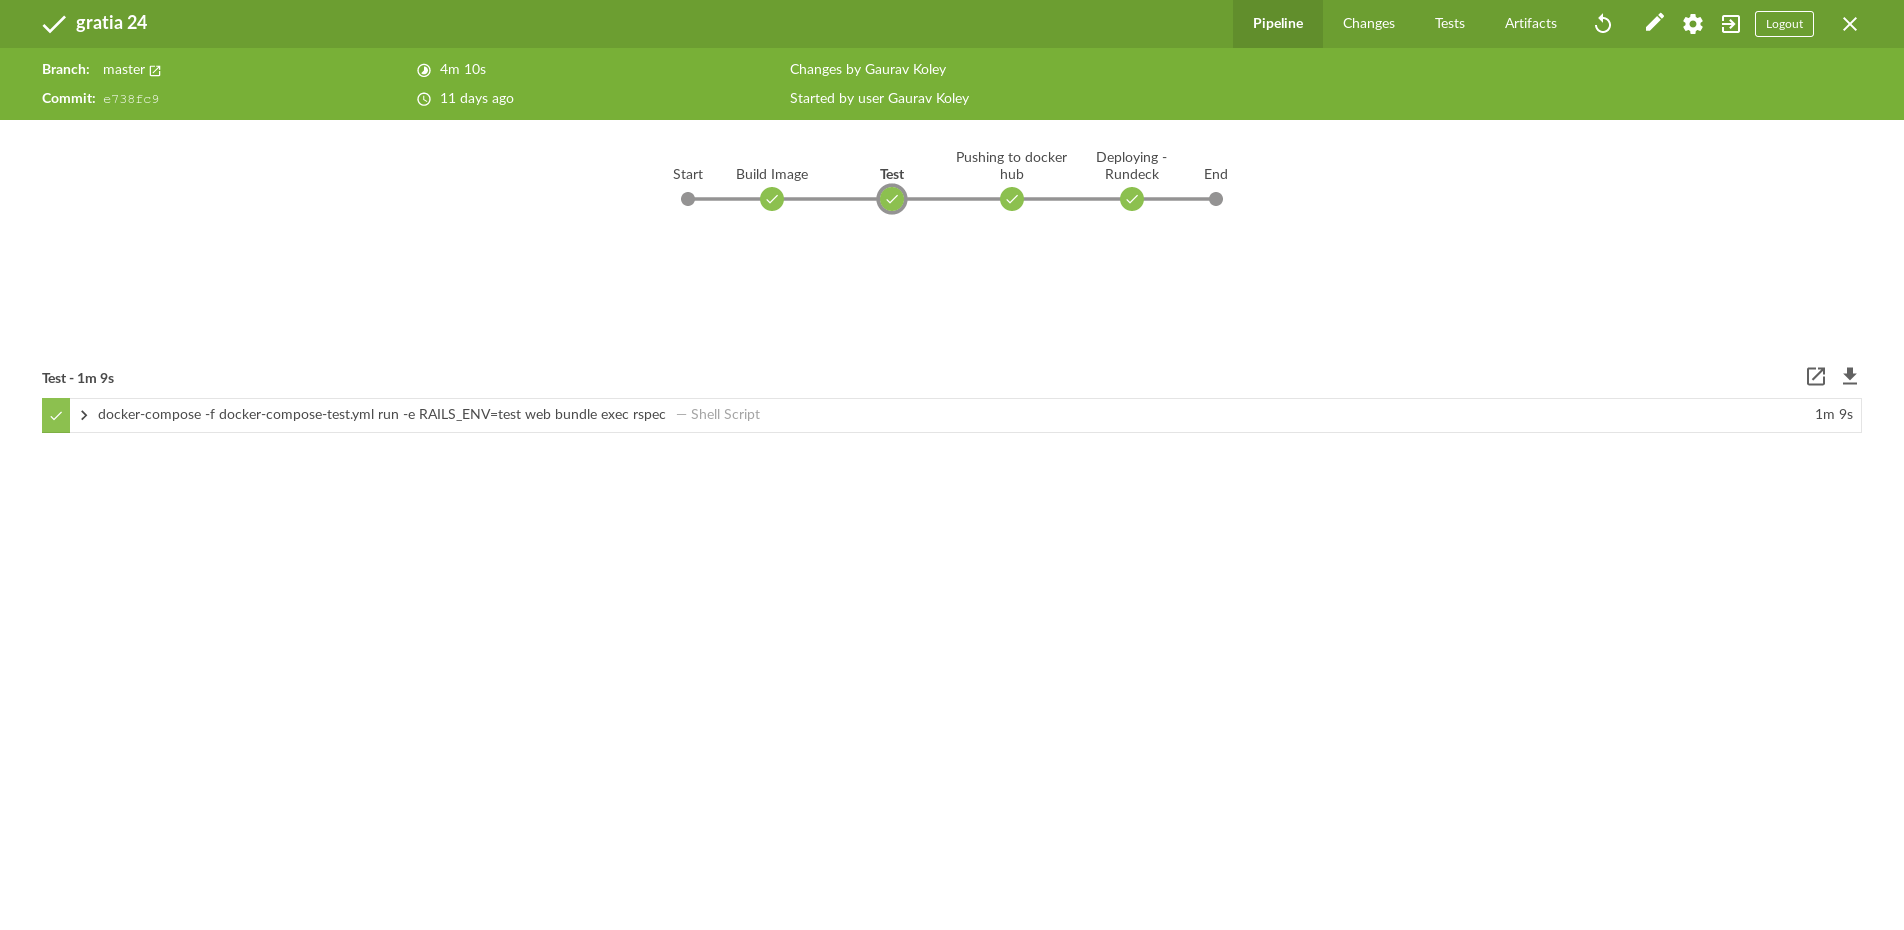 gratia 24
Pipeline
Changes
Tests
Artifacts
Logout
Branch: master
4m 10s
Changes by Gaurav Koley
Commit: e738fc9
11 days ago
Started by user Gaurav Koley
Start
Build Image
Test
Pushing to docker
hub
Deploying -
Rundeck
End
Test - 1m 9s
docker-compose -f docker-compose-test.yml run -e RAILS_ENV=test web bundle exec rspec — Shell Script
1m 9s